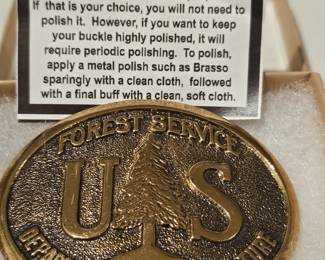 If that is your choice, you will not need to
polish it. However, if you want to keep
your buckle highly polished, it will
require periodic polishing. To polish,
apply a metal polish such as Brasso
sparingly with a clean cloth, followed
with a final buff with a clean, soft cloth.
FOREST SERVICE
U S